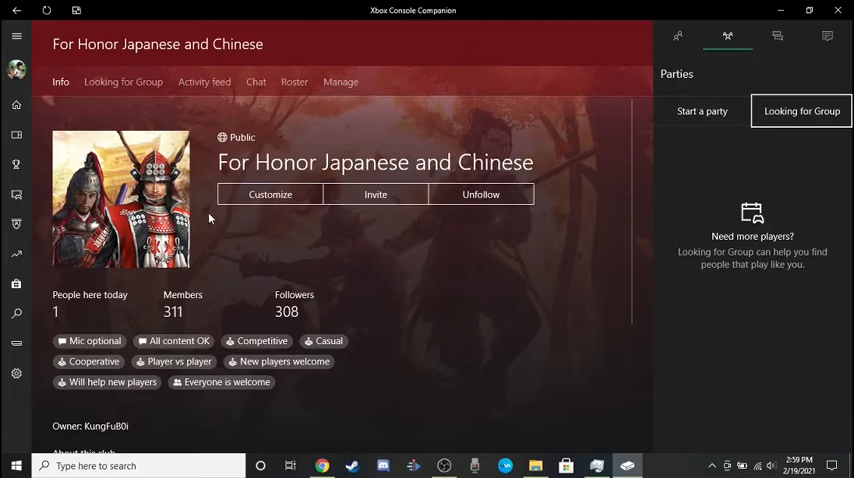 Xbox Console Companion
For Honor Japanese and Chinese
Info Looking for Group Activity feed Chat Roster Manage
Public
For Honor Japanese and Chinese
Customize Invite Unfollow
People here today Members Followers
1 311 308
Mic optional All content OK Competitive Casual
Cooperative Player vs player New players welcome
Will help new players Everyone is welcome
Owner: KungFuB0i
About this club
Parties
Start a party Looking for Group
Need more players?
Looking for Group can help you find
people that play like you.
Type here to search
2:59 PM
2/19/2021